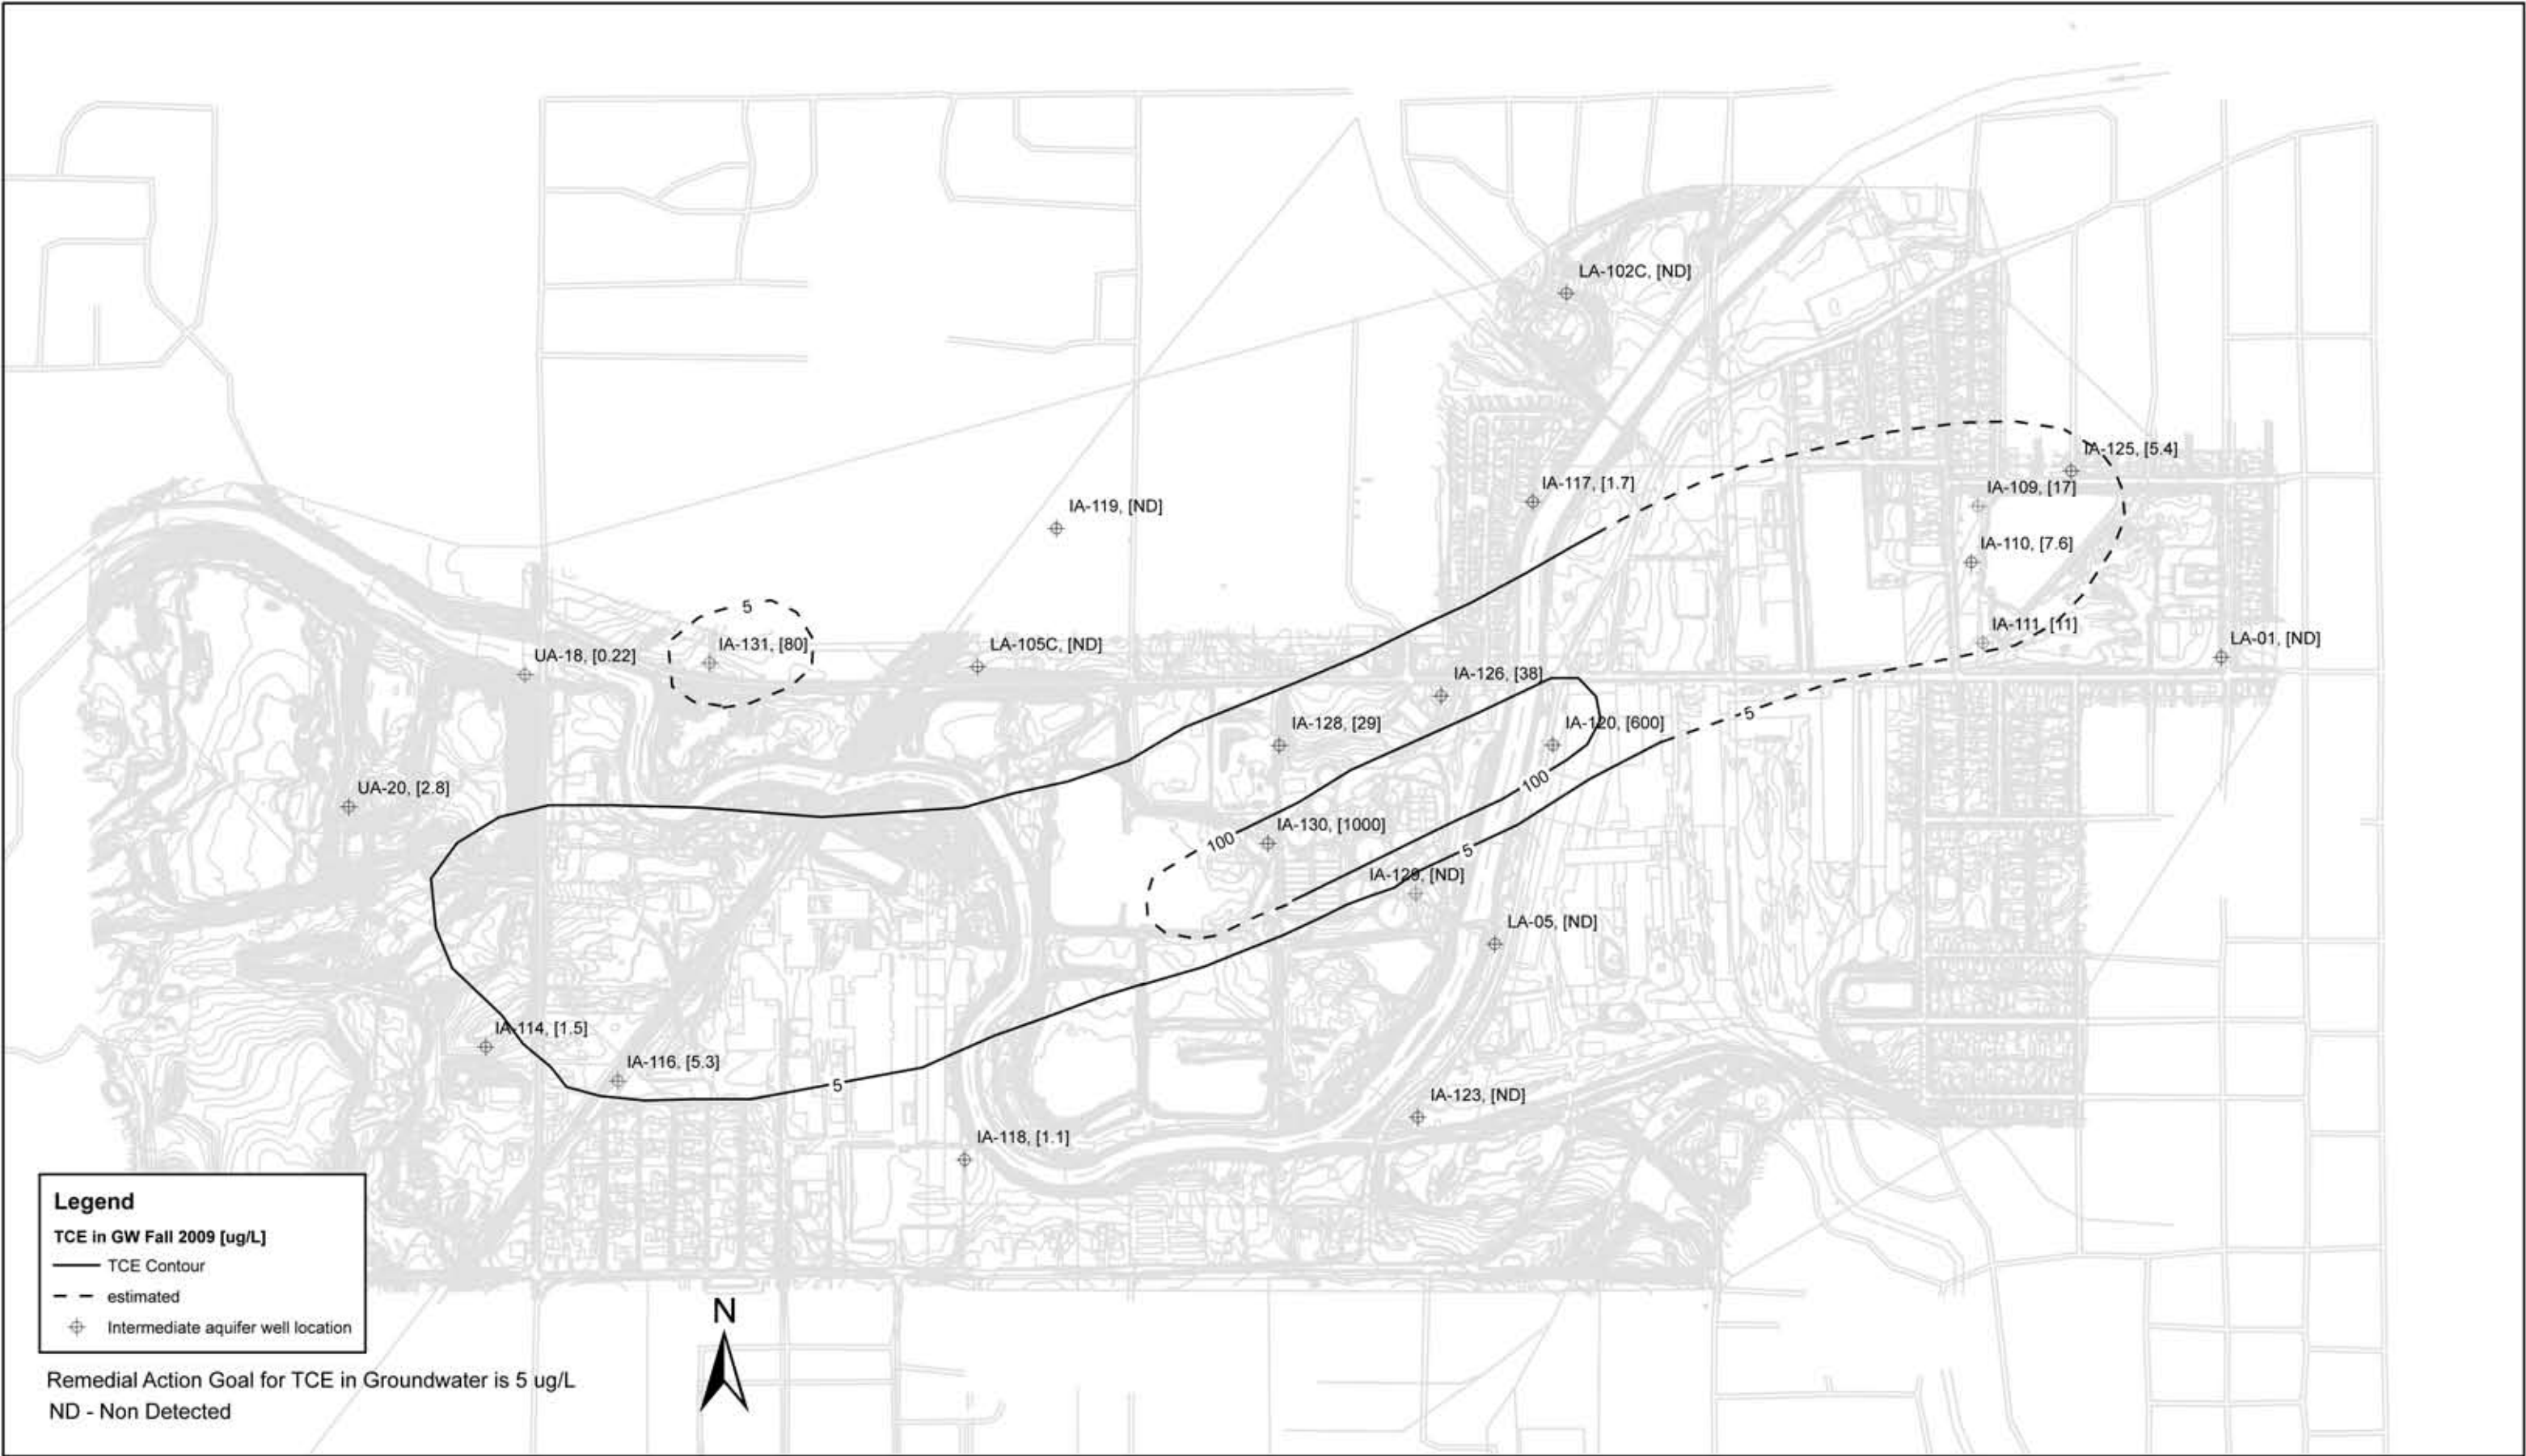 LA-102C, [ND]
IA-125, [5.4]
IA-117, [1.7]
IA-109, [17]
IA-119, [ND]
IA-110, [7.6]
5
IA-111, [11]
LA-01, [ND]
IA-131, [80]
LA-105C, [ND]
UA-18, [0.22]
IA-126, [38]
5
IA-128, [29]
IA-120, [600]
100
UA-20, [2.8]
IA-130, [1000]
100
5
IA-129, [ND]
LA-05, [ND]
IA-114, [1.5]
IA-116, [5.3]
5
IA-123, [ND]
IA-118, [1.1]
Legend
TCE in GW Fall 2009 [ug/L]
TCE Contour
estimated
Intermediate aquifer well location
N
Remedial Action Goal for TCE in Groundwater is 5 ug/L
ND - Non Detected